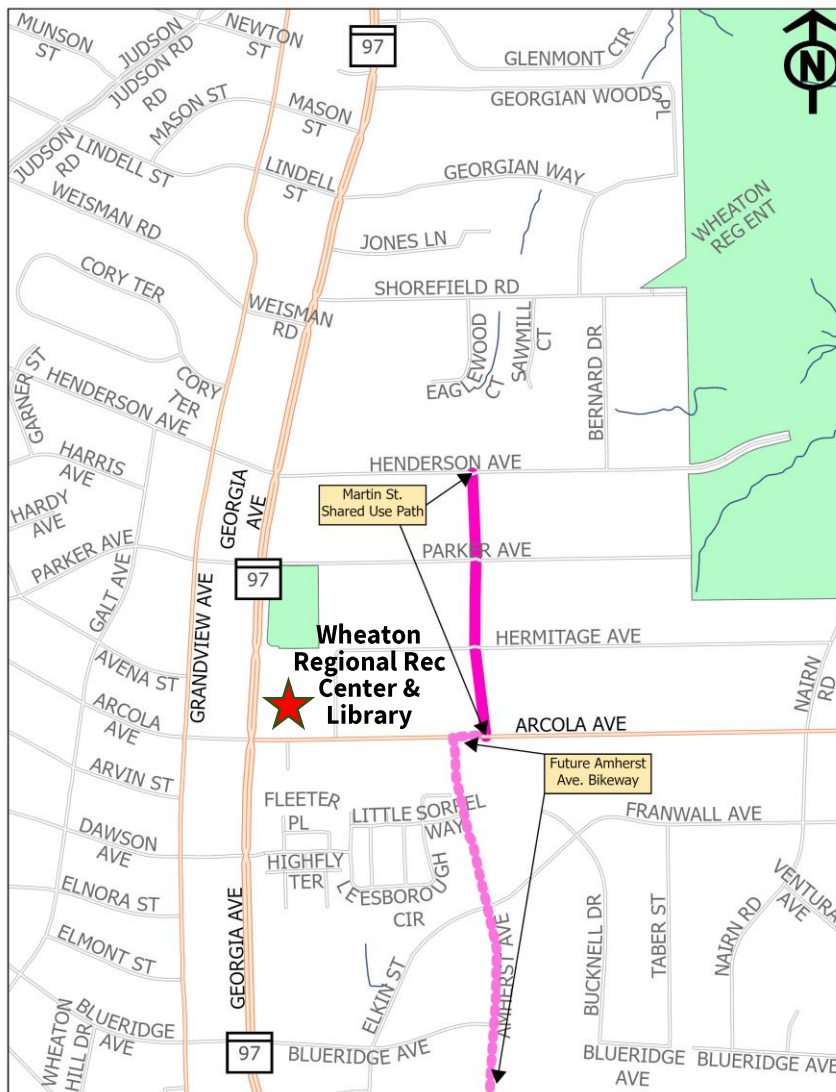 MUNSON
ST
JUDSON
RD
NEWTON
ST
97
GLENMONT CIR
N
JUDSON RD
MASON ST
MASON
ST
GEORGIAN WOODS
PL
JUDSON
RD
LINDELL ST
LINDELL
ST
GEORGIAN WAY
WEISMAN RD
WHEATON
REG ENT
JONES LN
CORY TER
SHOREFIELD RD
WEISMAN
RD
EAGLEWOOD
CT
SAWMILL
CT
BERNARD DR
GARNER ST
HENDERSON AVE
CORY
TER
HARRIS
AVE
HENDERSON AVE
Martin St.
Shared Use Path
HARDY
AVE
GEORGIA
AVE
PARKER AVE
PARKER AVE
97
GALT AVE
GRANDVIEW AVE
Wheaton
Regional Rec
Center &
Library
HERMITAGE AVE
AVENA ST
NAIRN
RD
ARCOLA
AVE
ARCOLA AVE
ARVIN ST
Future Amherst
Ave. Bikeway
FLEETER
PL
LITTLE SORREL
WAY
FRANWALL AVE
DAWSON
AVE
HIGHFLY
TER
LEESBOROUGH
CIR
ELNORA ST
GEORGIA AVE
VENTURA
AVE
ELMONT ST
ELKIN ST
AMHERST AVE
BUCKNELL DR
TABER ST
NAIRN RD
WHEATON
HILL DR
BLUERIDGE
AVE
97
BLUERIDGE AVE
BLUERIDGE
AVE
BLUERIDGE AVE